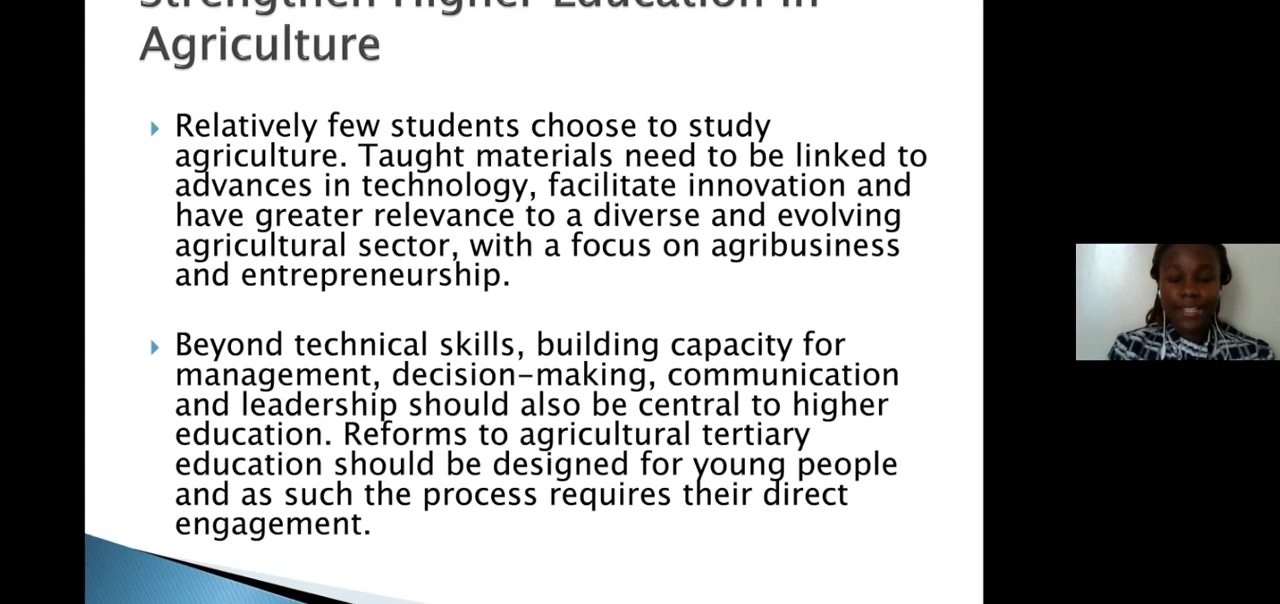 Strengthen Higher Education in
Agriculture
Relatively few students choose to study
agriculture. Taught materials need to be linked to
advances in technology, facilitate innovation and
have greater relevance to a diverse and evolving
agricultural sector, with a focus on agribusiness
and entrepreneurship.
Beyond technical skills, building capacity for
management, decision-making, communication
and leadership should also be central to higher
education. Reforms to agricultural tertiary
education should be designed for young people
and as such the process requires their direct
engagement.